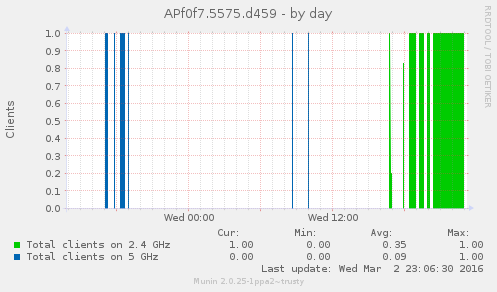 APf0f7.5575.d459 - by day
RRDTOOL / TOBI OETIKER
Clients
1.0
0.9
0.8
0.7
0.6
0.5
0.4
0.3
0.2
0.1
0.0
Wed 00:00 Wed 12:00
Cur: Min: Avg: Max:
Total clients on 2.4 GHz 1.00 0.00 0.35 1.00
Total clients on 5 GHz 0.00 0.00 0.09 1.00
Last update: Wed Mar 2 23:06:30 2016
Munin 2.0.25-1ppa2~trusty